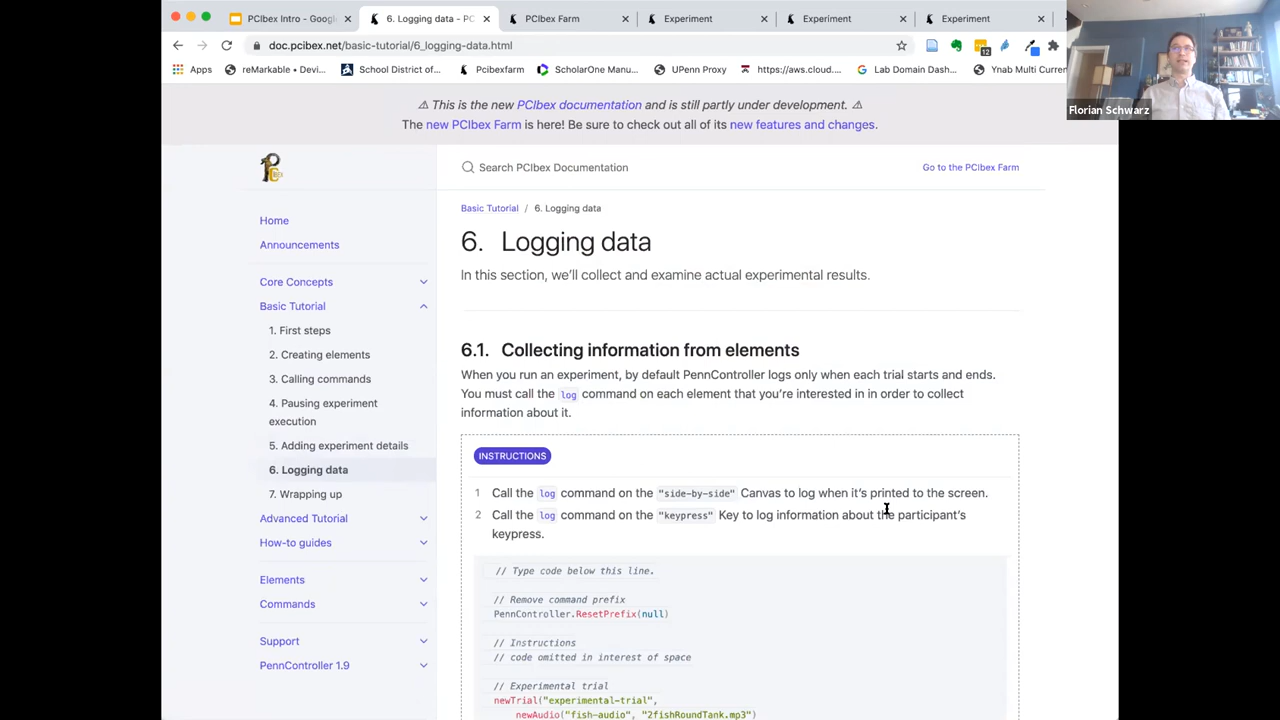 PCIbex Intro - Google
6. Logging data - PC
PCIbex Farm
Experiment
Experiment
Experiment
doc.pcibex.net/basic-tutorial/6_logging-data.html
12
Apps
reMarkable • Devi...
School District of...
Pcibexfarm
ScholarOne Manu...
UPenn Proxy
https://aws.cloud....
Lab Domain Dash...
Ynab Multi Curren
Florian Schwarz
⚠ This is the new PCIbex documentation and is still partly under development. ⚠
The new PCIbex Farm is here! Be sure to check out all of its new features and changes.
Search PCIbex Documentation
Go to the PCIbex Farm
Home
Announcements
Core Concepts
Basic Tutorial
1. First steps
2. Creating elements
3. Calling commands
4. Pausing experiment
execution
5. Adding experiment details
6. Logging data
7. Wrapping up
Advanced Tutorial
How-to guides
Elements
Commands
Support
PennController 1.9
Basic Tutorial / 6. Logging data
6. Logging data
In this section, we'll collect and examine actual experimental results.
6.1. Collecting information from elements
When you run an experiment, by default PennController logs only when each trial starts and ends.
You must call the log command on each element that you're interested in in order to collect
information about it.
INSTRUCTIONS
1 Call the log command on the "side-by-side" Canvas to log when it's printed to the screen.
2 Call the log command on the "keypress" Key to log information about the participant's
keypress.
// Type code below this line.
// Remove command prefix
PennController.ResetPrefix(null)
// Instructions
// code omitted in interest of space
// Experimental trial
newTrial("experimental-trial",
newAudio("fish-audio", "2fishRoundTank.mp3")